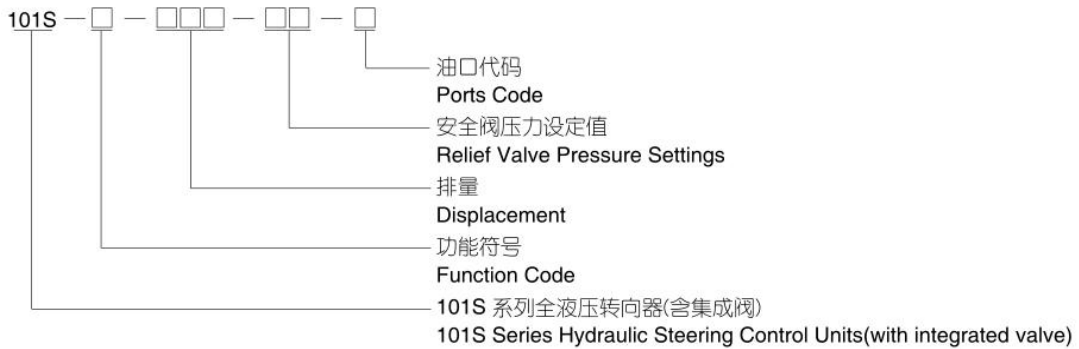 101S - □ - □□□ - □□ - □
油口代码
Ports Code
安全阀压力设定值
Relief Valve Pressure Settings
排量
Displacement
功能符号
Function Code
101S 系列全液压转向器(含集成阀)
101S Series Hydraulic Steering Control Units(with integrated valve)